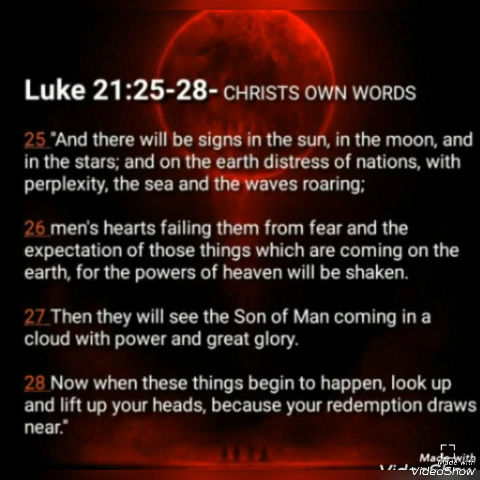 Luke 21:25-28- CHRISTS OWN WORDS
25 "And there will be signs in the sun, in the moon, and
in the stars; and on the earth distress of nations, with
perplexity, the sea and the waves roaring;
26 men's hearts failing them from fear and the
expectation of those things which are coming on the
earth, for the powers of heaven will be shaken.
27 Then they will see the Son of Man coming in a
cloud with power and great glory.
28 Now when these things begin to happen, look up
and lift up your heads, because your redemption draws
near."
Made with
Made with
VideoShow